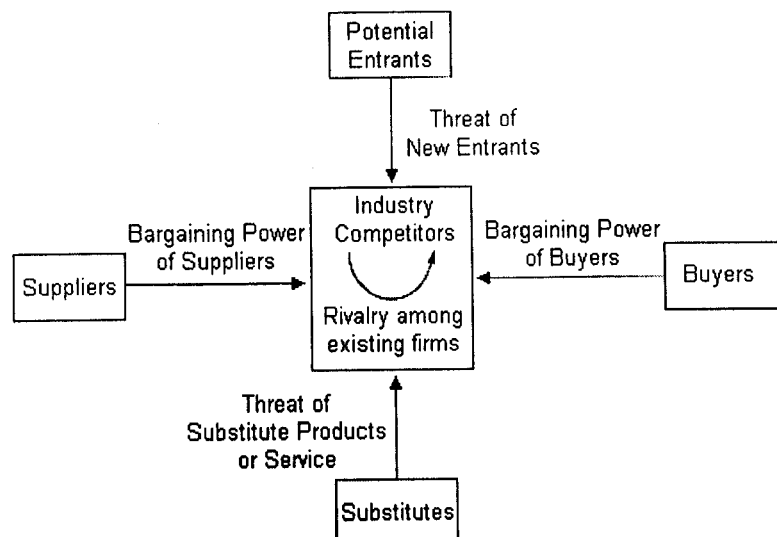 Potential
Entrants
Threat of
New Entrants
Industry
Competitors
Bargaining Power
of Suppliers
Bargaining Power
of Buyers
Suppliers
Buyers
Rivalry among
existing firms
Threat of
Substitute Products
or Service
Substitutes